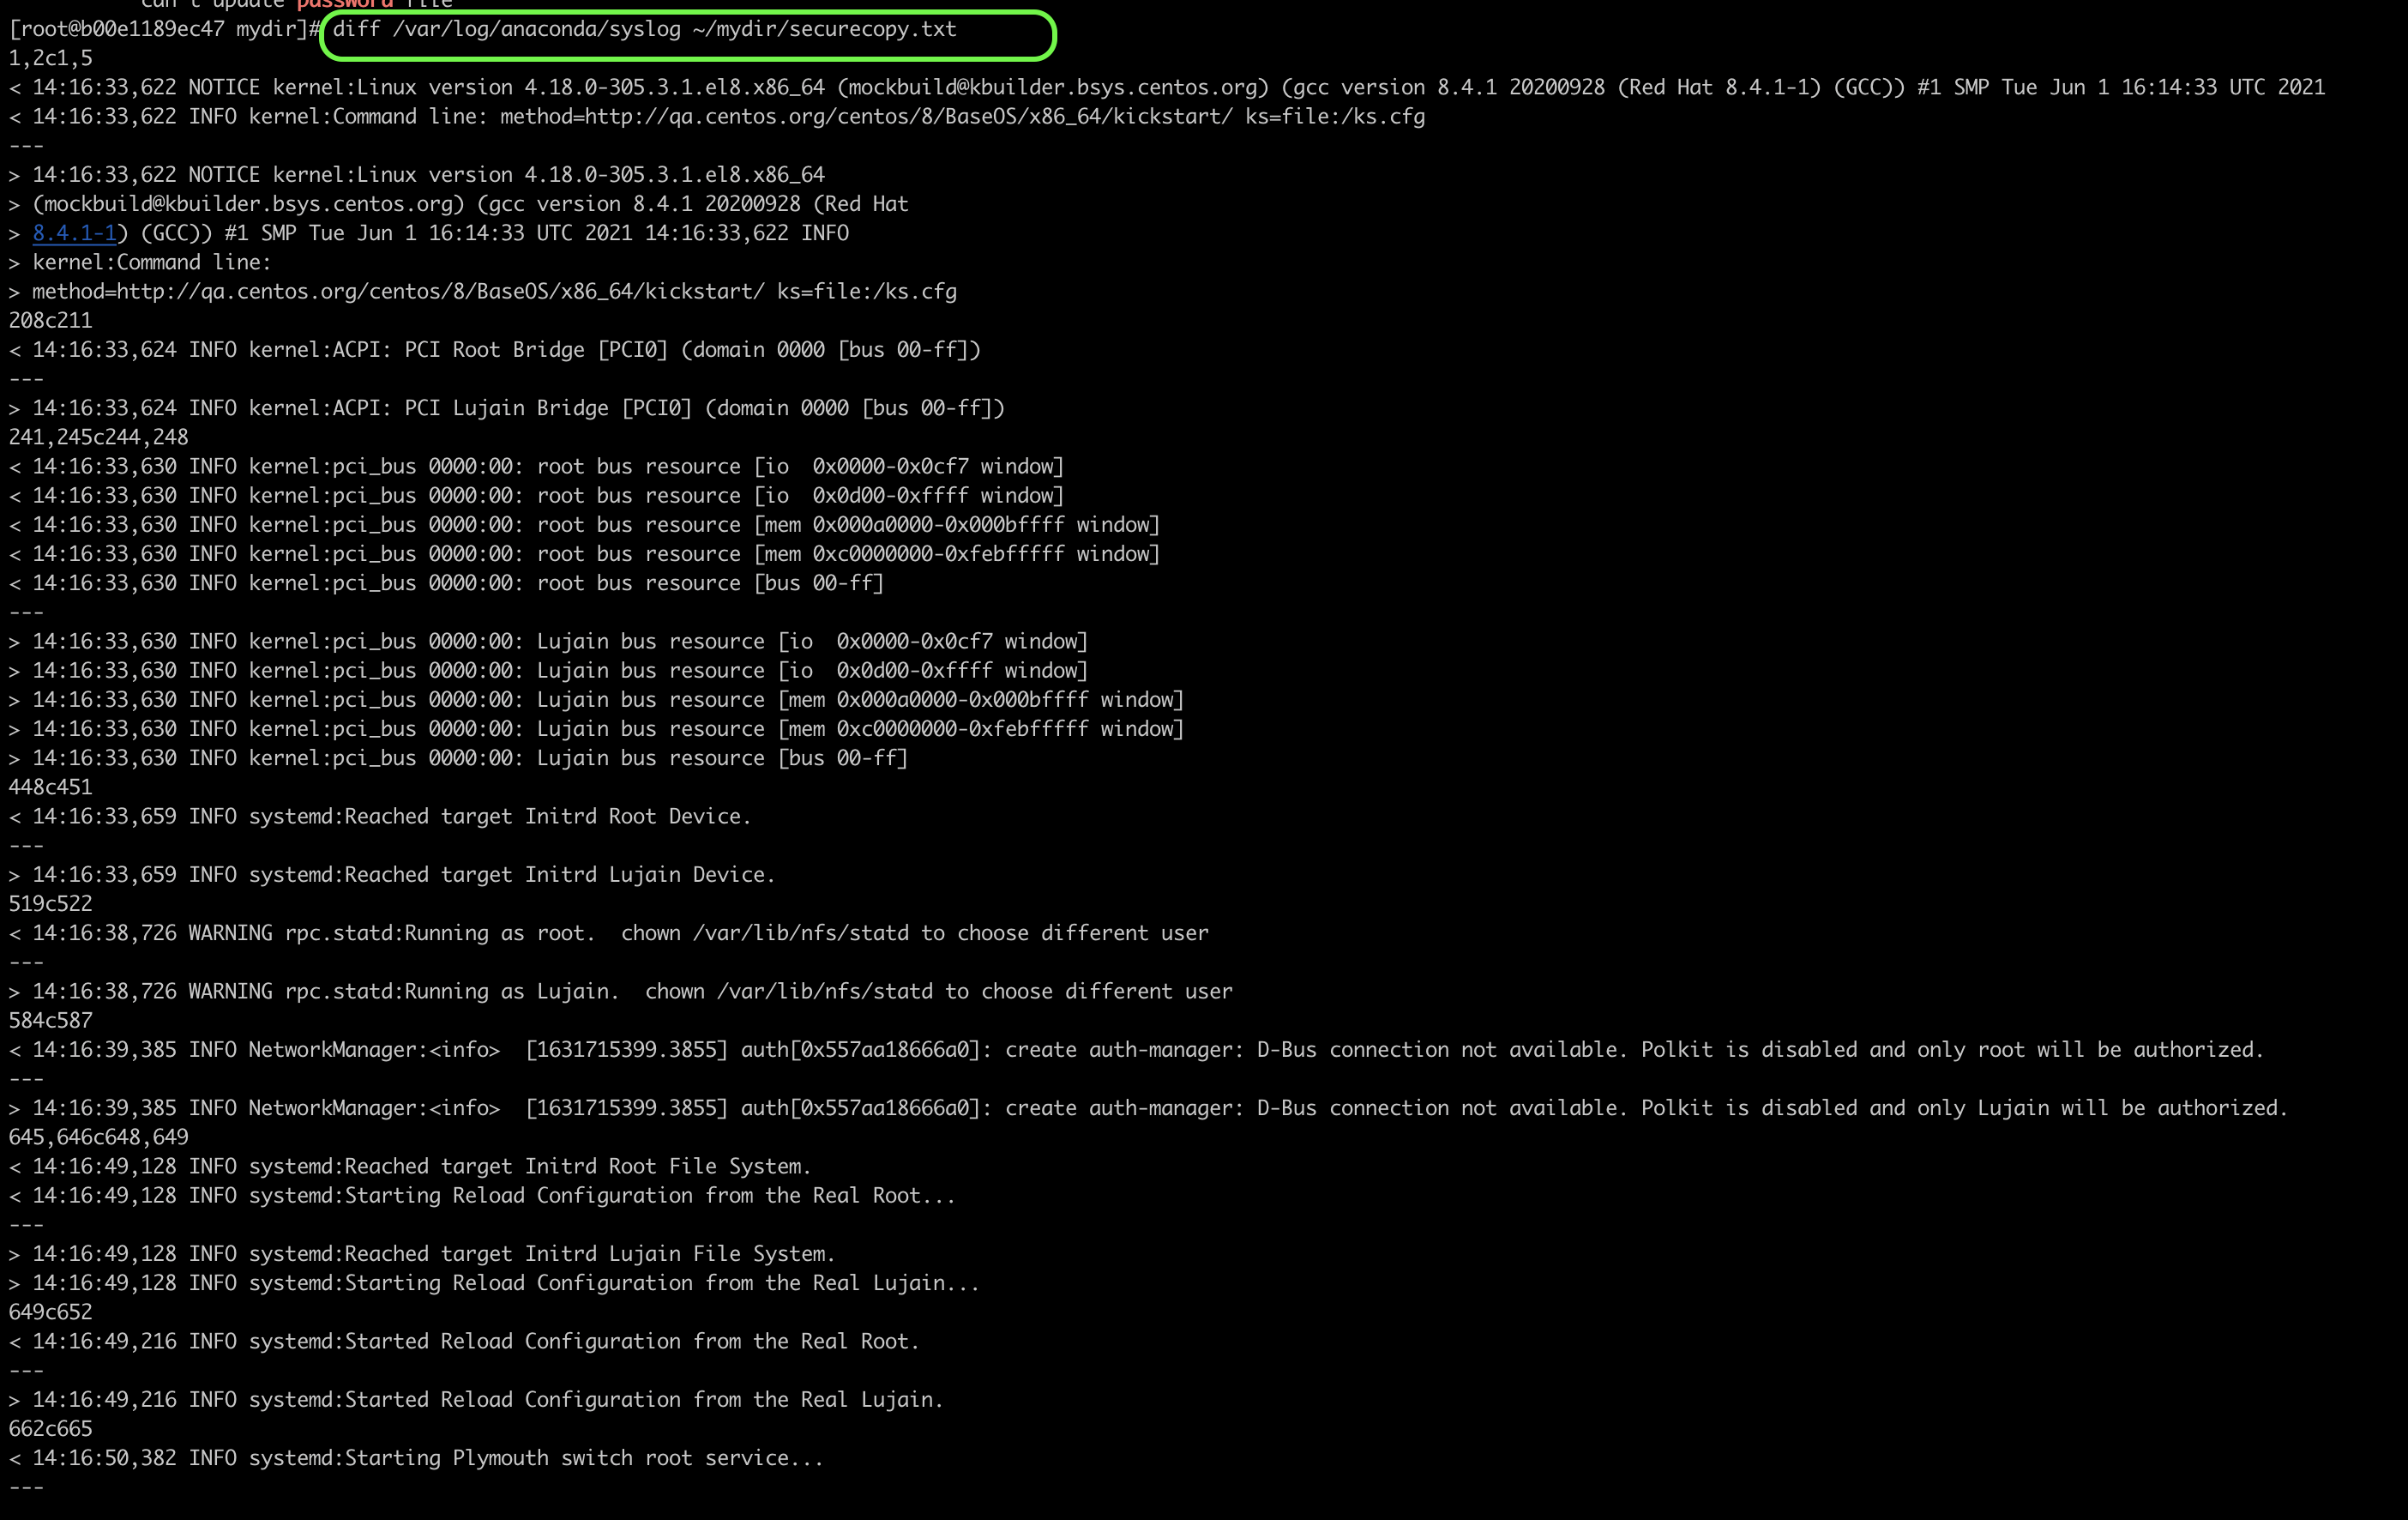 can't update password file
[root@b00e1189ec47 mydir]# diff /var/log/anaconda/syslog ~/mydir/securecopy.txt
1,2c1,5
< 14:16:33,622 NOTICE kernel:Linux version 4.18.0-305.3.1.el8.x86_64 (mockbuild@kbuilder.bsys.centos.org) (gcc version 8.4.1 20200928 (Red Hat 8.4.1-1) (GCC)) #1 SMP Tue Jun 1 16:14:33 UTC 2021
< 14:16:33,622 INFO kernel:Command line: method=http://qa.centos.org/centos/8/BaseOS/x86_64/kickstart/ ks=file:/ks.cfg
---
> 14:16:33,622 NOTICE kernel:Linux version 4.18.0-305.3.1.el8.x86_64
> (mockbuild@kbuilder.bsys.centos.org) (gcc version 8.4.1 20200928 (Red Hat
> 8.4.1-1) (GCC)) #1 SMP Tue Jun 1 16:14:33 UTC 2021 14:16:33,622 INFO
> kernel:Command line:
> method=http://qa.centos.org/centos/8/BaseOS/x86_64/kickstart/ ks=file:/ks.cfg
208c211
< 14:16:33,624 INFO kernel:ACPI: PCI Root Bridge [PCI0] (domain 0000 [bus 00-ff])
---
> 14:16:33,624 INFO kernel:ACPI: PCI Lujain Bridge [PCI0] (domain 0000 [bus 00-ff])
241,245c244,248
< 14:16:33,630 INFO kernel:pci_bus 0000:00: root bus resource [io  0x0000-0x0cf7 window]
< 14:16:33,630 INFO kernel:pci_bus 0000:00: root bus resource [io  0x0d00-0xffff window]
< 14:16:33,630 INFO kernel:pci_bus 0000:00: root bus resource [mem 0x000a0000-0x000bffff window]
< 14:16:33,630 INFO kernel:pci_bus 0000:00: root bus resource [mem 0xc0000000-0xfebfffff window]
< 14:16:33,630 INFO kernel:pci_bus 0000:00: root bus resource [bus 00-ff]
---
> 14:16:33,630 INFO kernel:pci_bus 0000:00: Lujain bus resource [io  0x0000-0x0cf7 window]
> 14:16:33,630 INFO kernel:pci_bus 0000:00: Lujain bus resource [io  0x0d00-0xffff window]
> 14:16:33,630 INFO kernel:pci_bus 0000:00: Lujain bus resource [mem 0x000a0000-0x000bffff window]
> 14:16:33,630 INFO kernel:pci_bus 0000:00: Lujain bus resource [mem 0xc0000000-0xfebfffff window]
> 14:16:33,630 INFO kernel:pci_bus 0000:00: Lujain bus resource [bus 00-ff]
448c451
< 14:16:33,659 INFO systemd:Reached target Initrd Root Device.
---
> 14:16:33,659 INFO systemd:Reached target Initrd Lujain Device.
519c522
< 14:16:38,726 WARNING rpc.statd:Running as root.  chown /var/lib/nfs/statd to choose different user
---
> 14:16:38,726 WARNING rpc.statd:Running as Lujain.  chown /var/lib/nfs/statd to choose different user
584c587
< 14:16:39,385 INFO NetworkManager:<info>  [1631715399.3855] auth[0x557aa18666a0]: create auth-manager: D-Bus connection not available. Polkit is disabled and only root will be authorized.
---
> 14:16:39,385 INFO NetworkManager:<info>  [1631715399.3855] auth[0x557aa18666a0]: create auth-manager: D-Bus connection not available. Polkit is disabled and only Lujain will be authorized.
645,646c648,649
< 14:16:49,128 INFO systemd:Reached target Initrd Root File System.
< 14:16:49,128 INFO systemd:Starting Reload Configuration from the Real Root...
---
> 14:16:49,128 INFO systemd:Reached target Initrd Lujain File System.
> 14:16:49,128 INFO systemd:Starting Reload Configuration from the Real Lujain...
649c652
< 14:16:49,216 INFO systemd:Started Reload Configuration from the Real Root.
---
> 14:16:49,216 INFO systemd:Started Reload Configuration from the Real Lujain.
662c665
< 14:16:50,382 INFO systemd:Starting Plymouth switch root service...
---